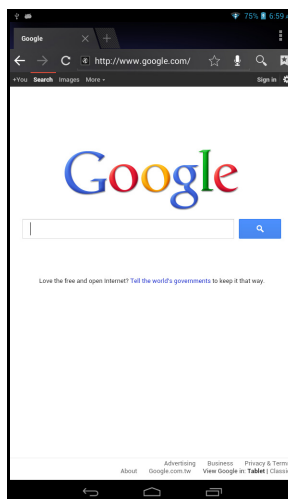 75% 6:59
Google
http://www.google.com/
+You Search Images More
Sign in
Google
Love the free and open Internet? Tell the world's governments to keep it that way.
Advertising Business Privacy & Term
About Google.com.tw View Google in: Tablet | Classi